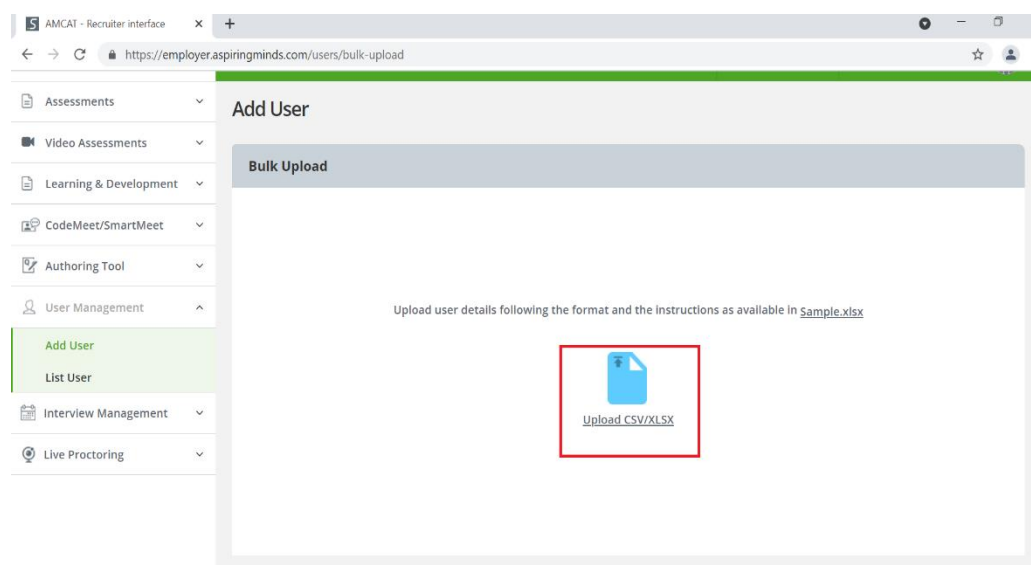 AMCAT - Recruiter interface
https://employer.aspiringminds.com/users/bulk-upload
Assessments
Video Assessments
Learning & Development
CodeMeet/SmartMeet
Authoring Tool
User Management
Add User
List User
Interview Management
Live Proctoring
Add User
Bulk Upload
Upload user details following the format and the instructions as available in Sample.xlsx
Upload CSV/XLSX